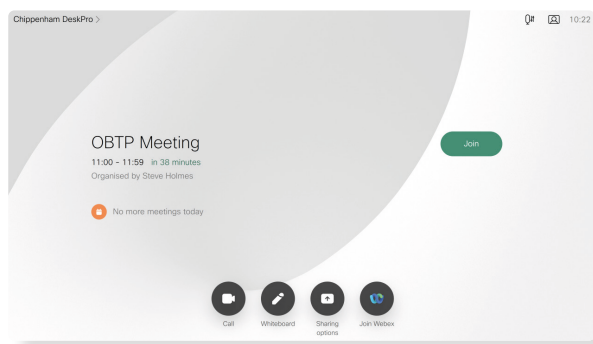 Chippenham DeskPro >
10:22
OBTP Meeting
11:00 - 11:59 in 38 minutes
Organised by Steve Holmes
Join
No more meetings today
Call
Whiteboard
Sharing
options
Join Webex